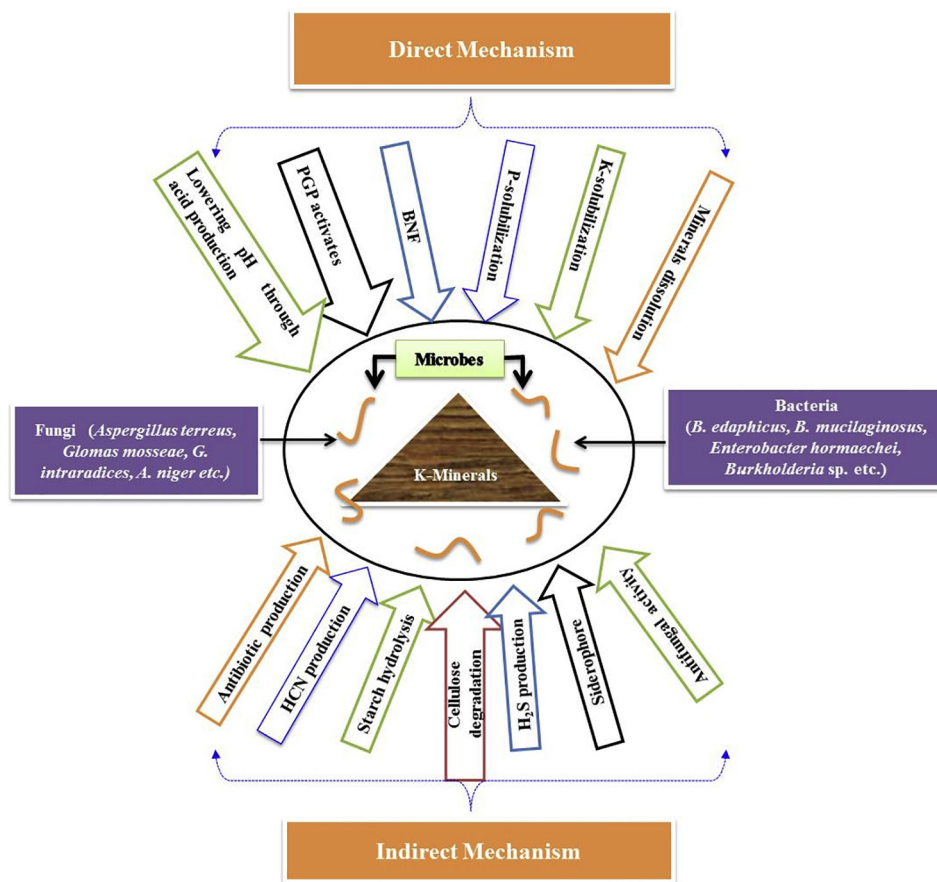 Direct Mechanism
Lowering pH through
acid production
PGP activates
BNF
P-solubilization
K-solubilization
Minerals dissolution
Microbes
Fungi (Aspergillus terreus,
Glomas mosseae, G.
intraradices, A. niger etc.)
Bacteria
(B. edaphicus, B. mucilaginosus,
Enterobacter hormaechei,
Burkholderia sp. etc.)
K-Minerals
Antibiotic production
HCN production
Starch hydrolysis
Cellulose
degradation
H₂S production
Siderophore
Antifungal activity
Indirect Mechanism